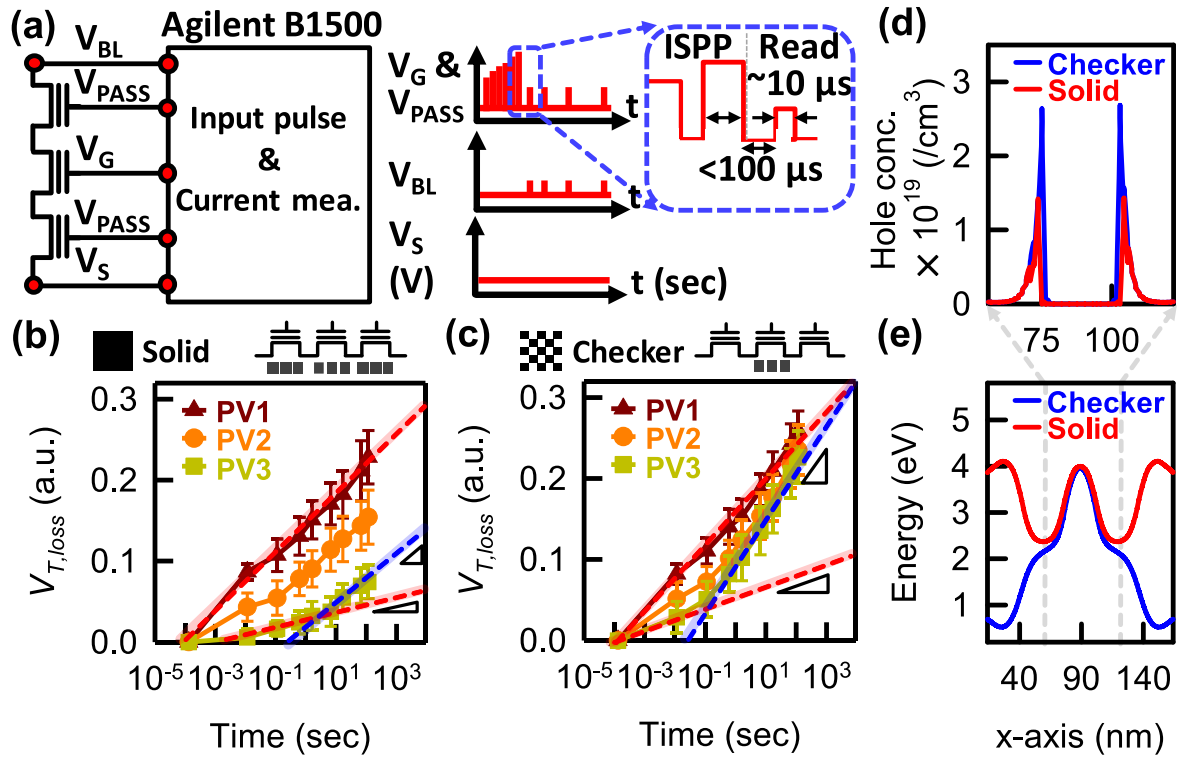 (a)
Agilent B1500
V_BL
V_PASS
V_G
V_PASS
V_S
Input pulse
&
Current mea.
V_G &
V_PASS
t
V_BL
t
V_S
(V)
t (sec)
ISPP
Read
~10 μs
<100 μs
(d)
Hole conc.
× 10^19 (/cm^3)
3
2
1
0
Checker
Solid
75
100
(b)
Solid
V_T,loss (a.u.)
0.3
0.2
0.1
0.0
PV1
PV2
PV3
10^-5
10^-3
10^-1
10^1
10^3
Time (sec)
(c)
Checker
V_T,loss (a.u.)
0.3
0.2
0.1
0.0
PV1
PV2
PV3
10^-5
10^-3
10^-1
10^1
10^3
Time (sec)
(e)
Energy (eV)
5
4
3
2
1
Checker
Solid
40
90
140
x-axis (nm)